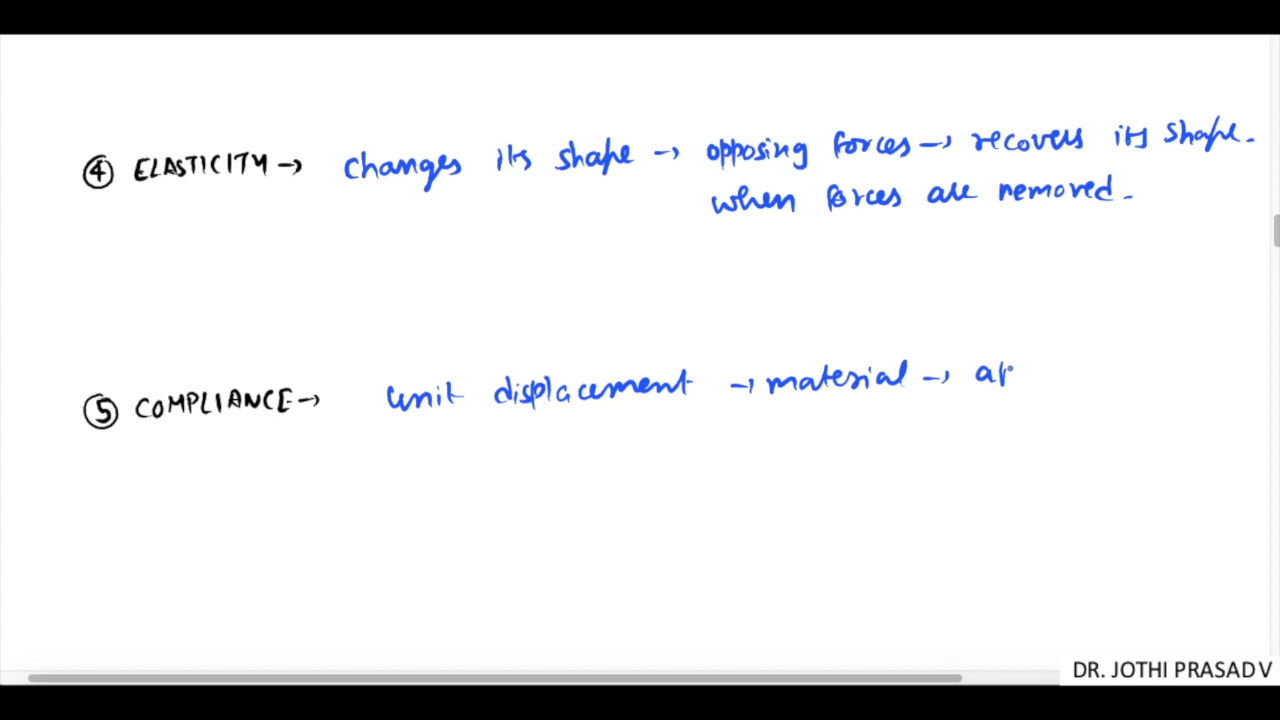 ④ ELASTICITY → changes its shape → opposing forces → recovers its shape.
when forces are removed.
⑤ COMPLIANCE → unit displacement → material → ap
DR. JOTHI PRASAD V